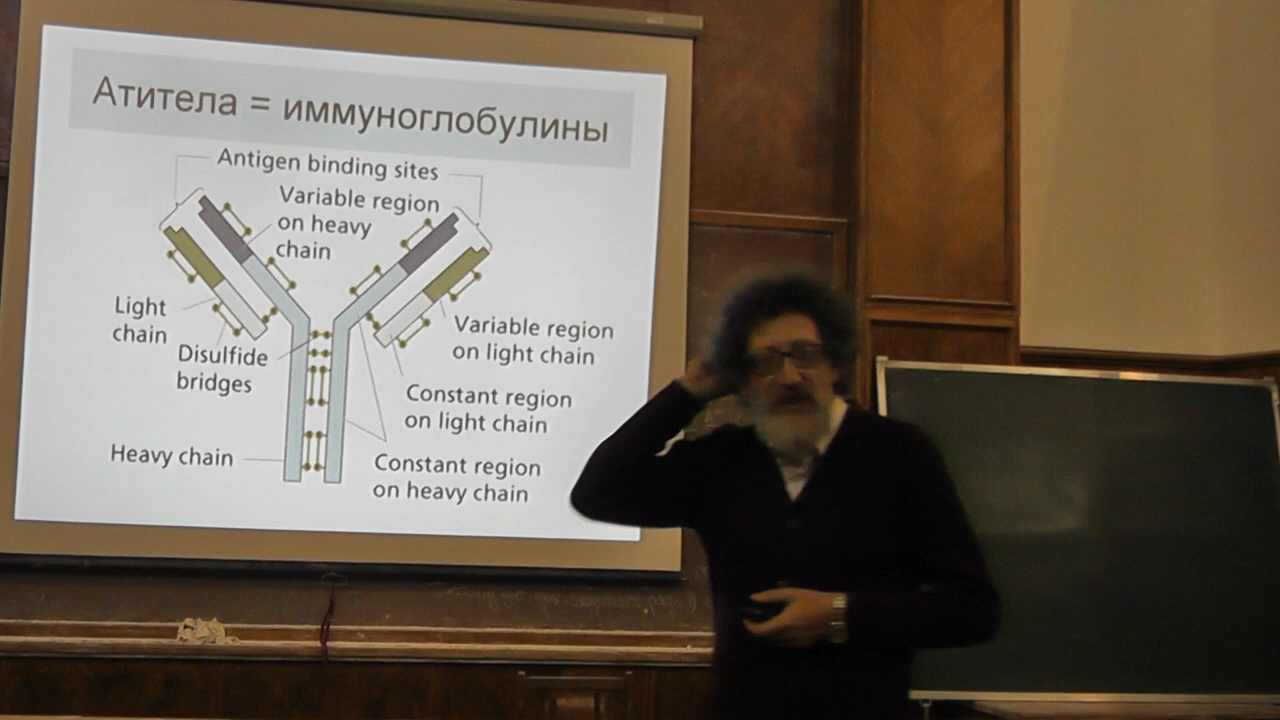 Атитела = иммуноглобулины
Antigen binding sites
Variable region
on heavy
chain
Light
chain
Disulfide
bridges
Variable region
on light chain
Constant region
on light chain
Heavy chain
Constant region
on heavy chain